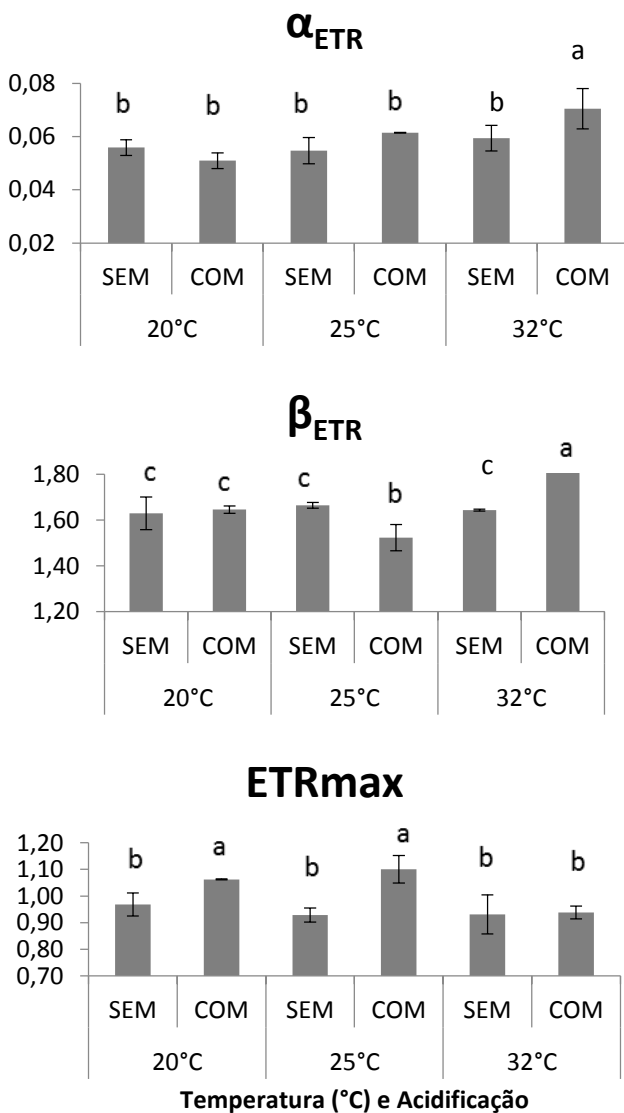 αETR
a
0,08
b b b b b
0,06
0,04
0,02
SEM COM SEM COM SEM COM
20°C 25°C 32°C
βETR
a
1,80
c c c b c
1,60
1,40
1,20
SEM COM SEM COM SEM COM
20°C 25°C 32°C
ETRmax
1,20
b a b a b b
1,10
1,00
0,90
0,80
0,70
SEM COM SEM COM SEM COM
20°C 25°C 32°C
Temperatura (°C) e Acidificação